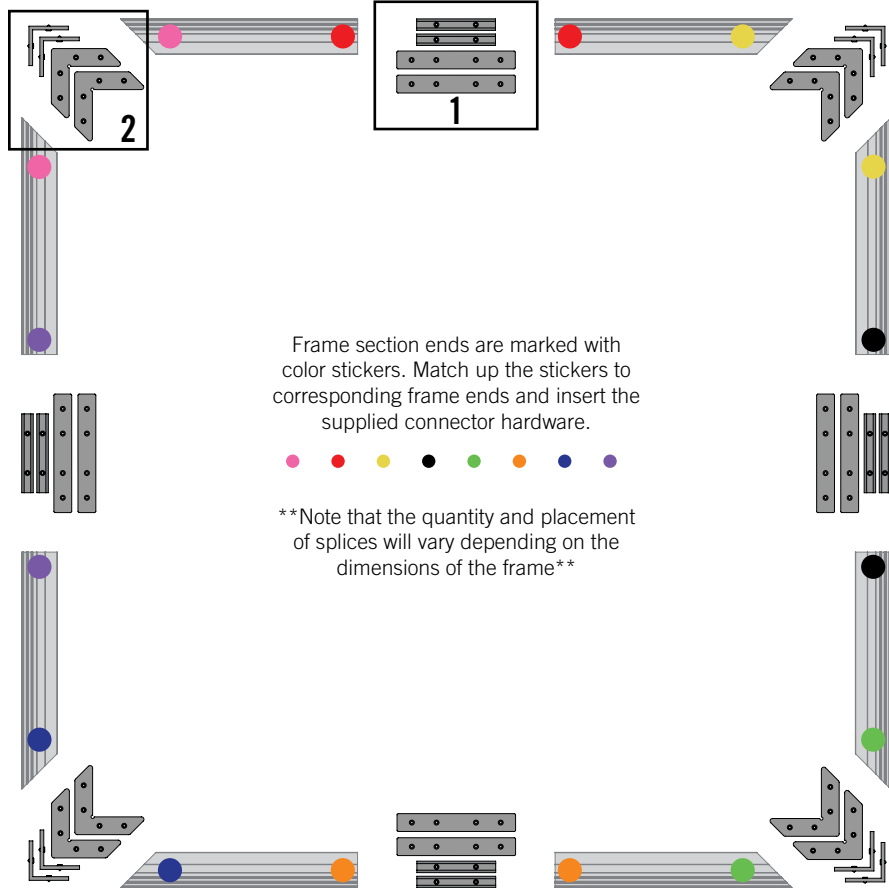 1
2
Frame section ends are marked with
color stickers. Match up the stickers to
corresponding frame ends and insert the
supplied connector hardware.
**Note that the quantity and placement
of splices will vary depending on the
dimensions of the frame**